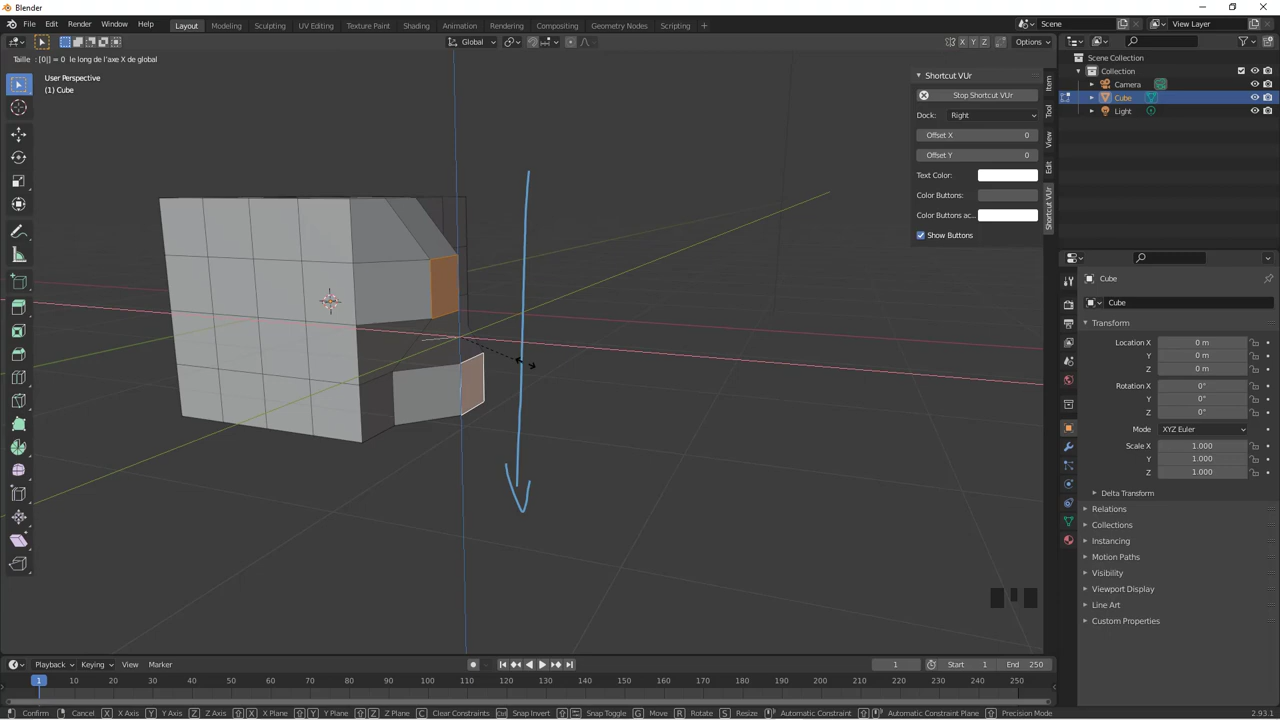 Blender
File Edit Render Window Help Layout Modeling Sculpting UV Editing Texture Paint Shading Animation Rendering Compositing Geometry Nodes Scripting + Scene View Layer
Global X Y Z Options
Taille : [0|] = 0 le long de l'axe X de global
User Perspective
(1) Cube
Shortcut VUr
Stop Shortcut VUr
Dock: Right
Offset X 0
Offset Y 0
Text Color:
Color Buttons:
Color Buttons ac..
Show Buttons
Item
Tool
View
Edit
Shortcut VUr
Scene Collection
Collection
Camera
Cube
Light
Cube
Cube
Transform
Location X 0 m
Y 0 m
Z 0 m
Rotation X 0°
Y 0°
Z 0°
Mode XYZ Euler
Scale X 1.000
Y 1.000
Z 1.000
Delta Transform
Relations
Collections
Instancing
Motion Paths
Visibility
Viewport Display
Line Art
Custom Properties
Playback Keying View Marker 1 Start 1 End 250
1 10 20 30 40 50 60 70 80 90 100 110 120 130 140 150 160 170 180 190 200 210 220 230 240 250
Confirm Cancel X X Axis Y Y Axis Z Z Axis X X Plane Y Y Plane Z Z Plane C Clear Constraints Ctrl Snap Invert Snap Toggle G Move R Rotate S Resize Automatic Constraint Automatic Constraint Plane Precision Mode 2.93.1